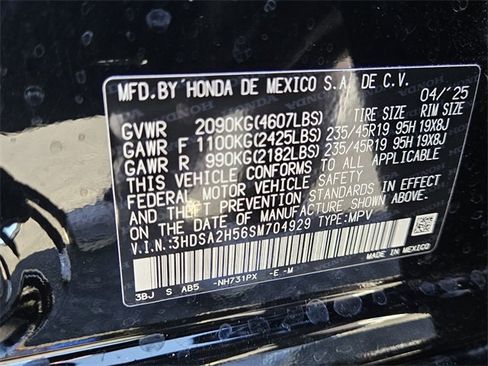 MFD. BY HONDA DE MEXICO S.A. DE C.V. 04/'25
GVWR 2090KG(4607LBS) TIRE SIZE RIM SIZE
GAWR F 1100KG(2425LBS) 235/45R19 95H 19X8J
GAWR R 990KG(2182LBS) 235/45R19 95H 19X8J
THIS VEHICLE CONFORMS TO ALL APPLICABLE
FEDERAL MOTOR VEHICLE SAFETY
AND THEFT PREVENTION STANDARDS IN EFFECT
ON THE DATE OF MANUFACTURE SHOWN ABOVE.
V.I.N.:3HDSA2H56SM704929 TYPE:MPV
3BJ S AB5 -NH731PX -E -M
MADE IN MEXICO